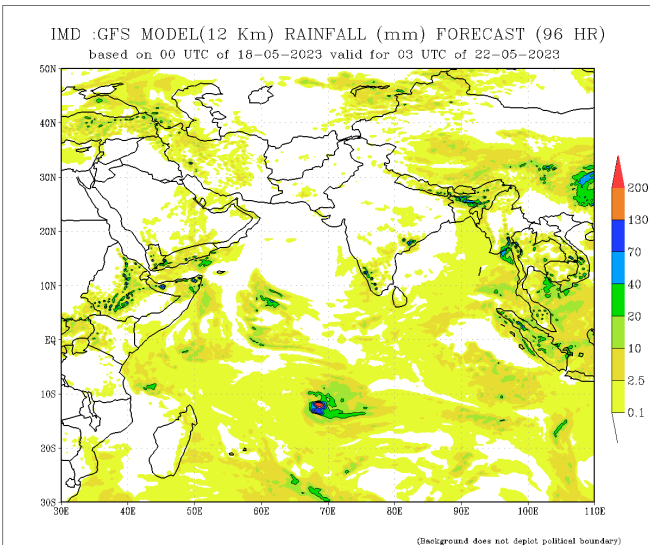 IMD :GFS MODEL(12 Km) RAINFALL (mm) FORECAST (96 HR)
based on 00 UTC of 18-05-2023 valid for 03 UTC of 22-05-2023
50N
40N
30N
20N
10N
EQ
10S
20S
30S
30E 40E 50E 60E 70E 80E 90E 100E 110E
200
130
70
40
20
10
2.5
0.1
(Background does not depict political boundary)